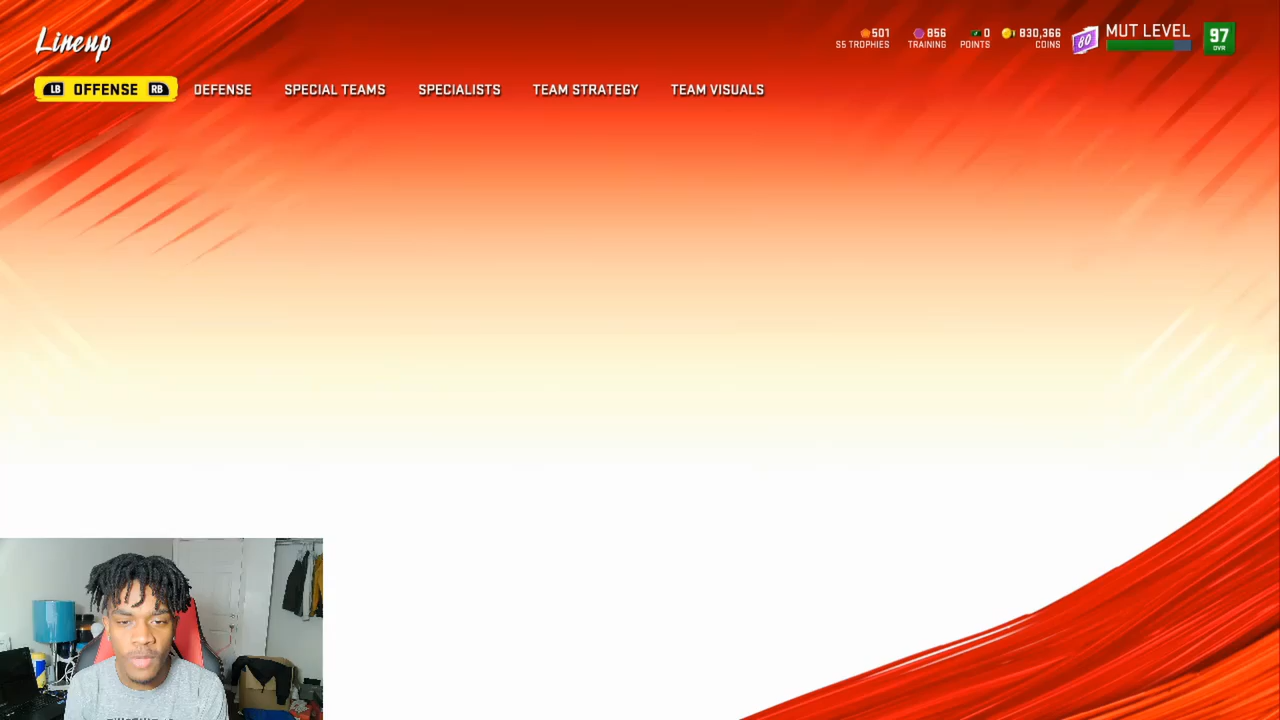 Lineup
501
S5 TROPHIES
856
TRAINING
0
POINTS
830,366
COINS
80
MUT LEVEL
97
OVR
LB OFFENSE RB
DEFENSE
SPECIAL TEAMS
SPECIALISTS
TEAM STRATEGY
TEAM VISUALS